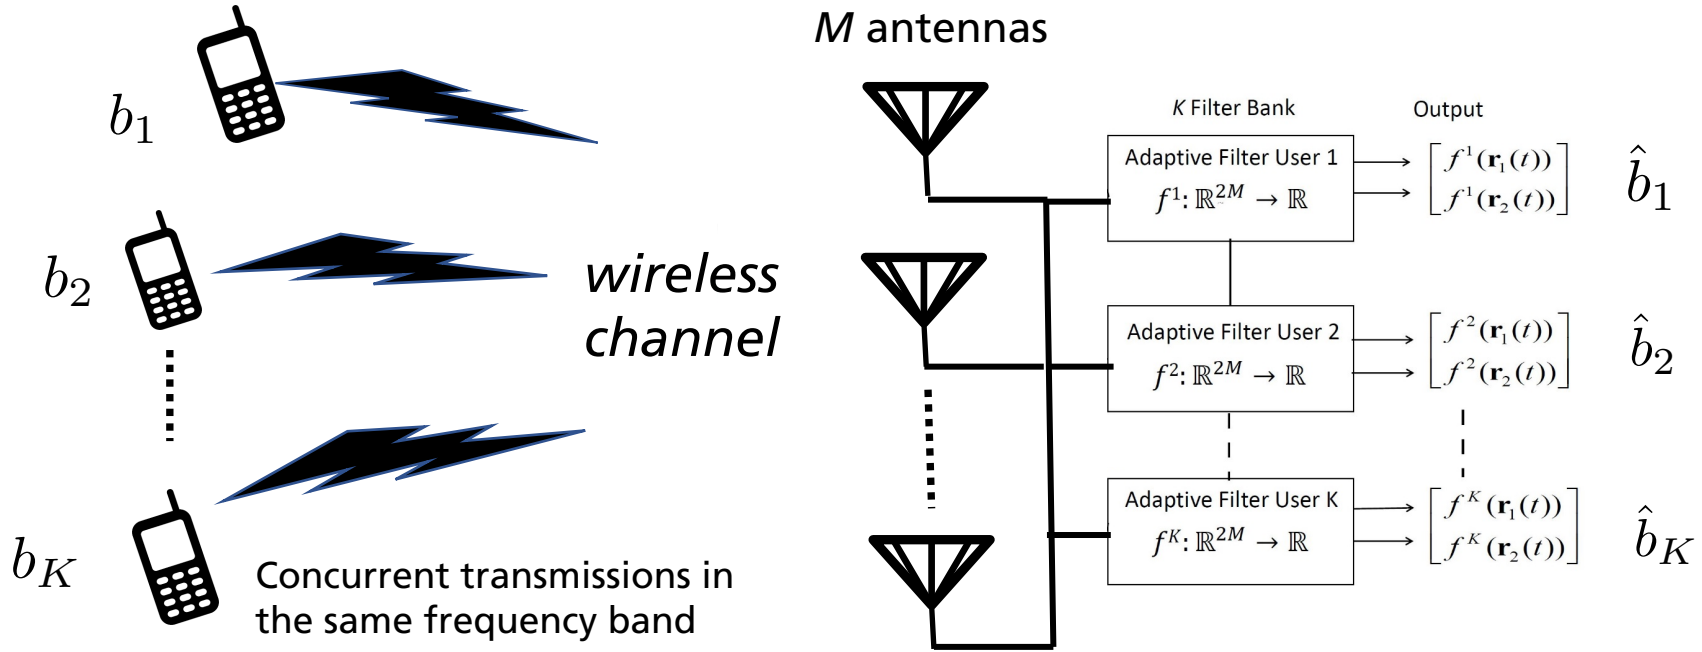 M antennas
b₁
K Filter Bank
Output
Adaptive Filter User 1
f¹: ℝ²ᴹ → ℝ
f¹(r₁(t))
f¹(r₂(t))
b̂₁
b₂
wireless
channel
Adaptive Filter User 2
f²: ℝ²ᴹ → ℝ
f²(r₁(t))
f²(r₂(t))
b̂₂
b_K
Concurrent transmissions in
the same frequency band
Adaptive Filter User K
fᴷ: ℝ²ᴹ → ℝ
fᴷ(r₁(t))
fᴷ(r₂(t))
b̂_K